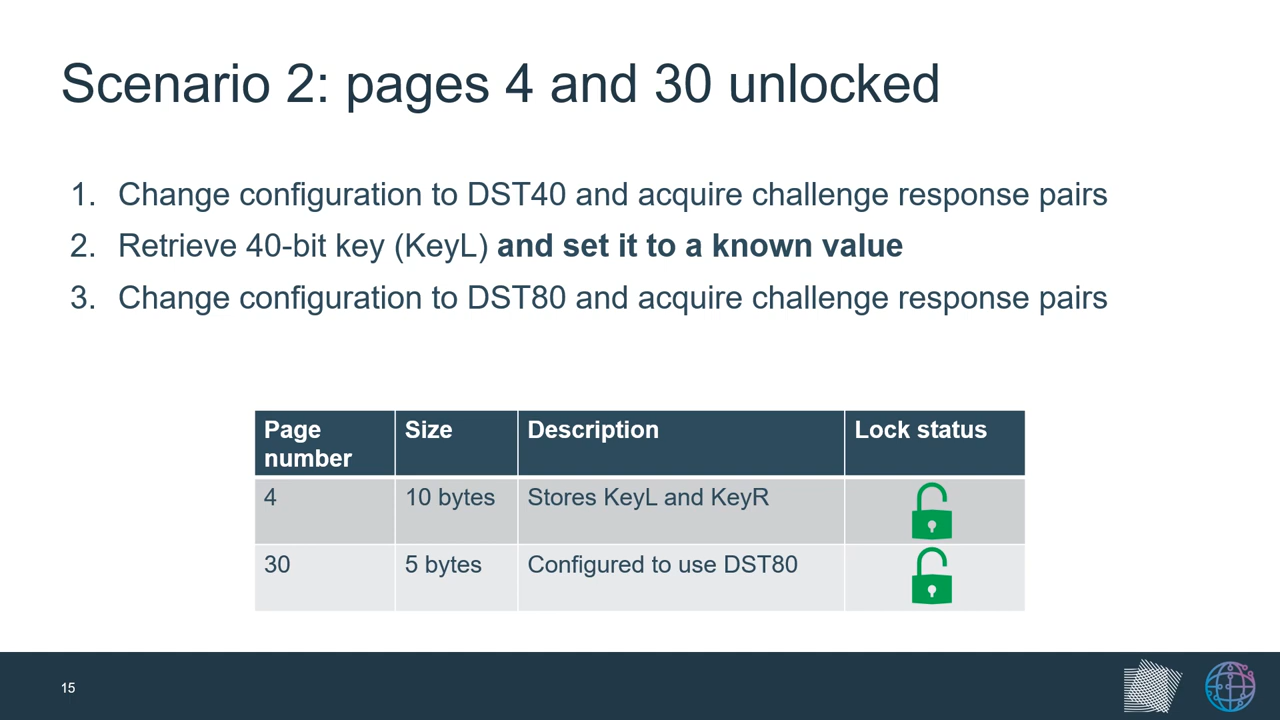 Scenario 2: pages 4 and 30 unlocked
1. Change configuration to DST40 and acquire challenge response pairs
2. Retrieve 40-bit key (KeyL) and set it to a known value
3. Change configuration to DST80 and acquire challenge response pairs
Page number Size Description Lock status
4 10 bytes Stores KeyL and KeyR
30 5 bytes Configured to use DST80
15